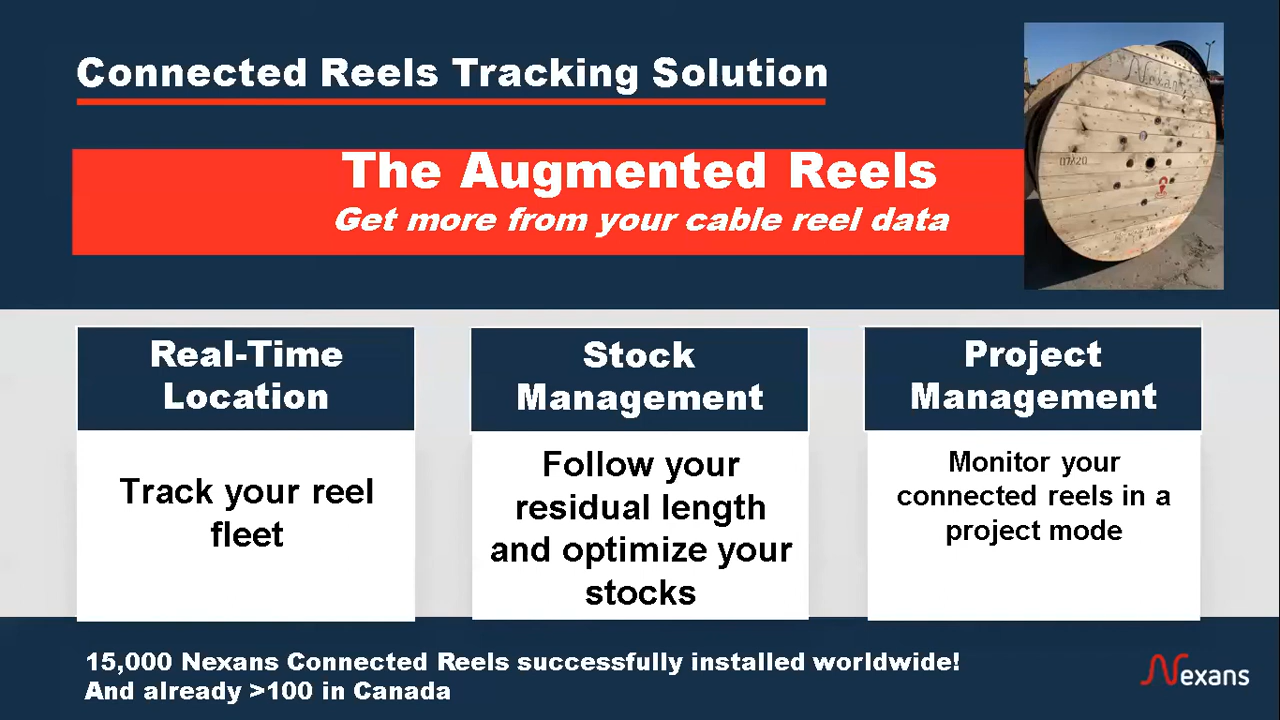 Connected Reels Tracking Solution
The Augmented Reels
Get more from your cable reel data
Nexans
07A20
Real-Time
Location
Track your reel
fleet
Stock
Management
Follow your
residual length
and optimize your
stocks
Project
Management
Monitor your
connected reels in a
project mode
15,000 Nexans Connected Reels successfully installed worldwide!
And already >100 in Canada
Nexans